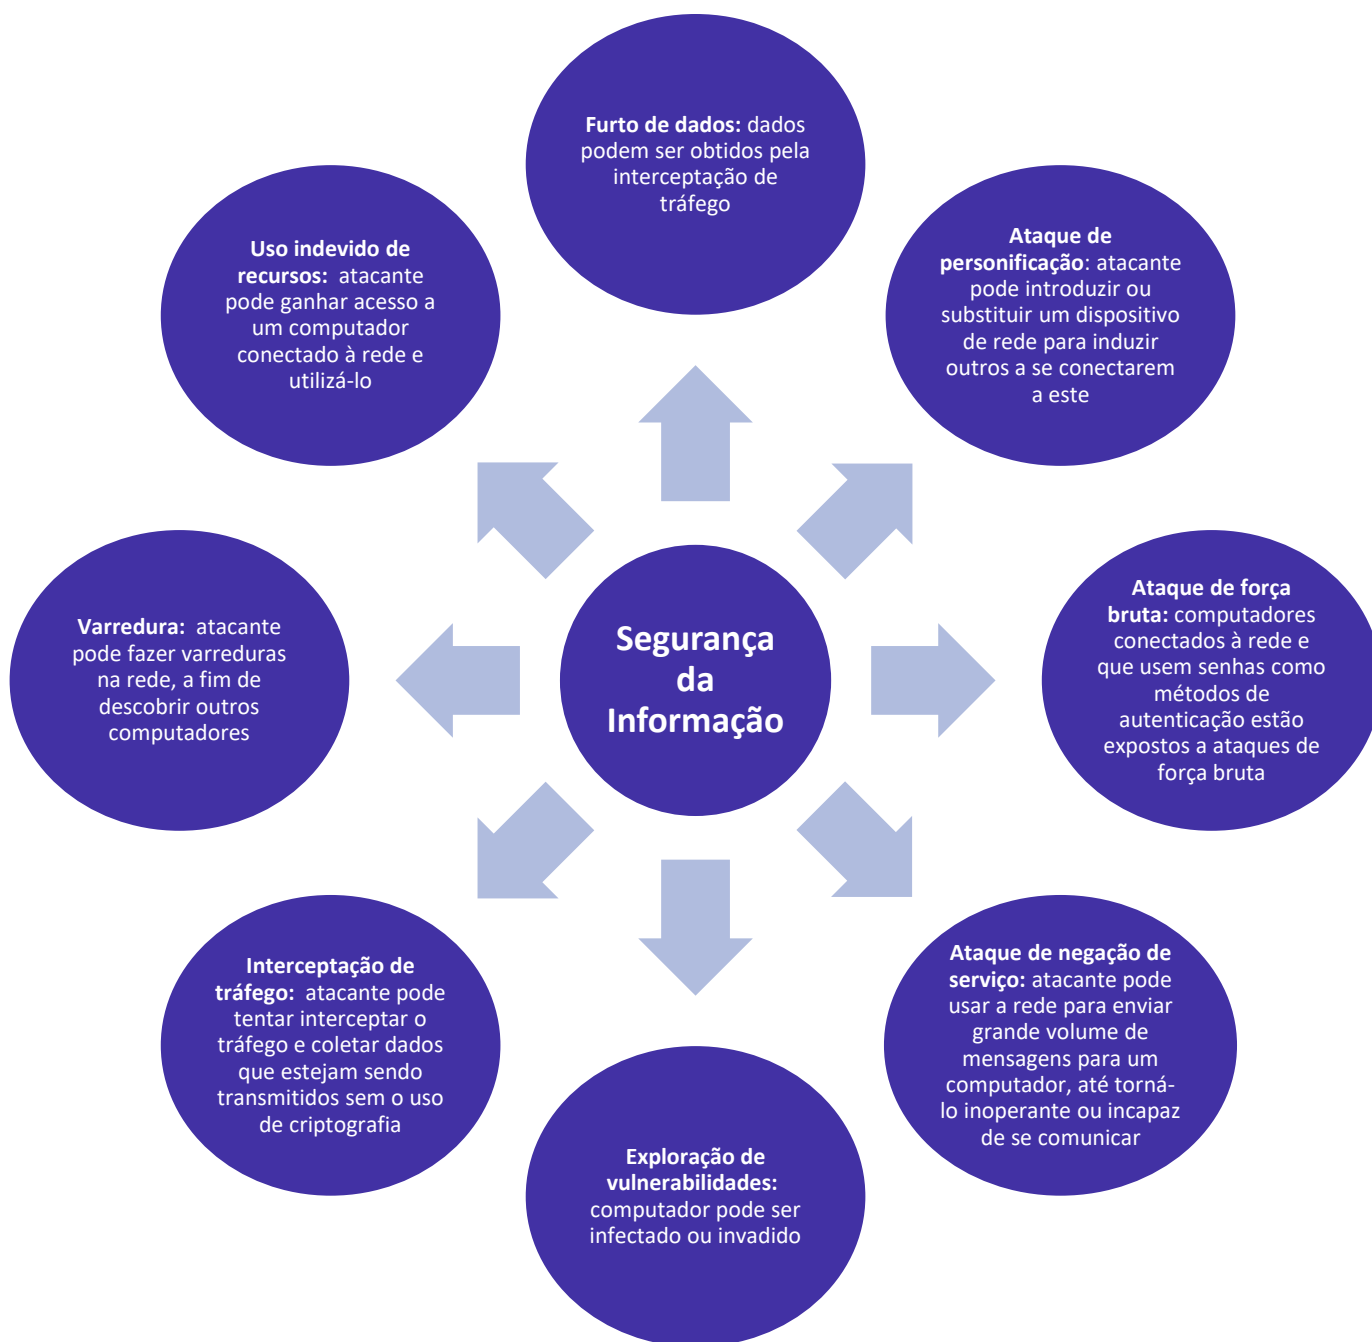 Furto de dados: dados
podem ser obtidos pela
interceptação de
tráfego
Ataque de
personificação: atacante
pode introduzir ou
substituir um dispositivo
de rede para induzir
outros a se conectarem
a este
Ataque de força
bruta: computadores
conectados à rede e
que usem senhas como
métodos de
autenticação estão
expostos a ataques de
força bruta
Ataque de negação de
serviço: atacante pode
usar a rede para enviar
grande volume de
mensagens para um
computador, até torná-
lo inoperante ou incapaz
de se comunicar
Exploração de
vulnerabilidades:
computador pode ser
infectado ou invadido
Interceptação de
tráfego: atacante pode
tentar interceptar o
tráfego e coletar dados
que estejam sendo
transmitidos sem o uso
de criptografia
Varredura: atacante
pode fazer varreduras
na rede, a fim de
descobrir outros
computadores
Uso indevido de
recursos: atacante
pode ganhar acesso a
um computador
conectado à rede e
utilizá-lo
Segurança
da
Informação